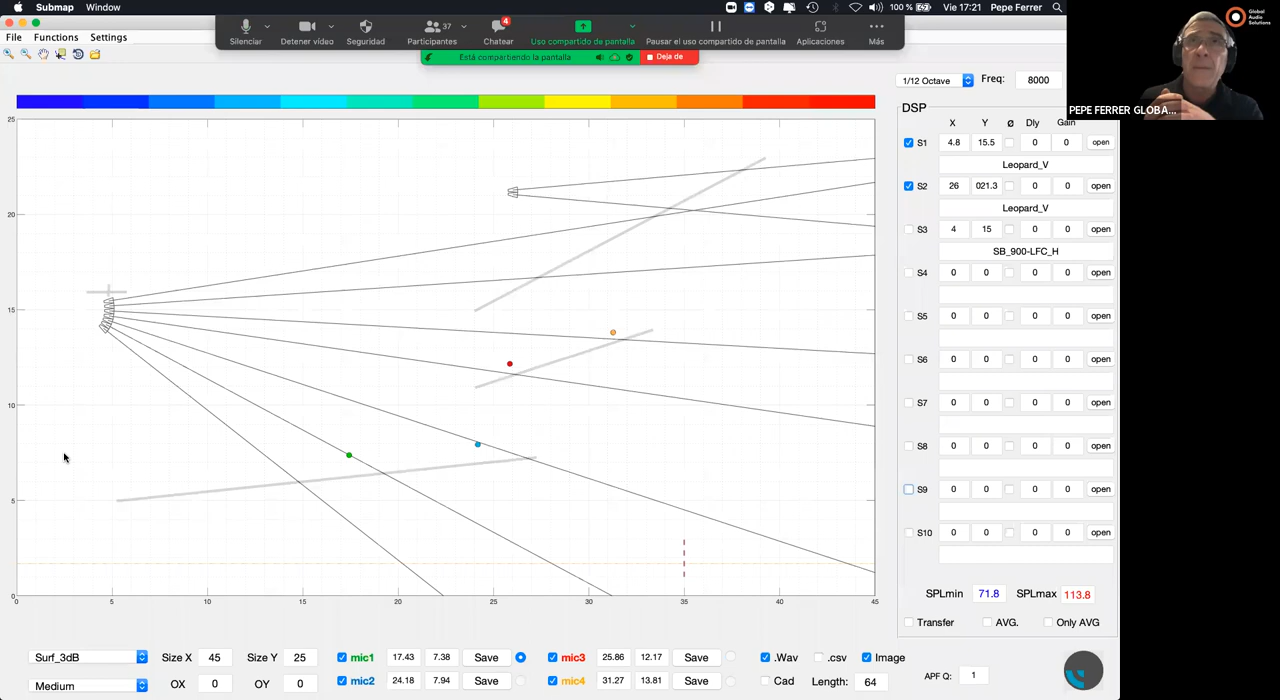 Submap Window 100 % Vie 17:21 Pepe Ferrer
Global Audio Solutions
File Functions Settings
Silenciar Detener vídeo Seguridad Participantes 37 Chatear 4 Uso compartido de pantalla Pausar el uso compartido de pantalla Aplicaciones Más
Está compartiendo la pantalla Deja de
PEPE FERRER GLOBA...
1/12 Octave Freq: 8000
DSP
X Y Ø Dly Gain
S1 4.8 15.5 0 0 open
Leopard_V
S2 26 021.3 0 0 open
Leopard_V
S3 4 15 0 0 open
SB_900-LFC_H
S4 0 0 0 0 open
S5 0 0 0 0 open
S6 0 0 0 0 open
S7 0 0 0 0 open
S8 0 0 0 0 open
S9 0 0 0 0 open
S10 0 0 0 0 open
SPLmin 71.8 SPLmax 113.8
Transfer AVG. Only AVG
25
20
15
10
5
0
0 5 10 15 20 25 30 35 40 45
Surf_3dB Size X 45 Size Y 25 mic1 17.43 7.38 Save mic3 25.86 12.17 Save .Wav .csv Image
Medium OX 0 OY 0 mic2 24.18 7.94 Save mic4 31.27 13.81 Save Cad Length: 64 APF Q: 1